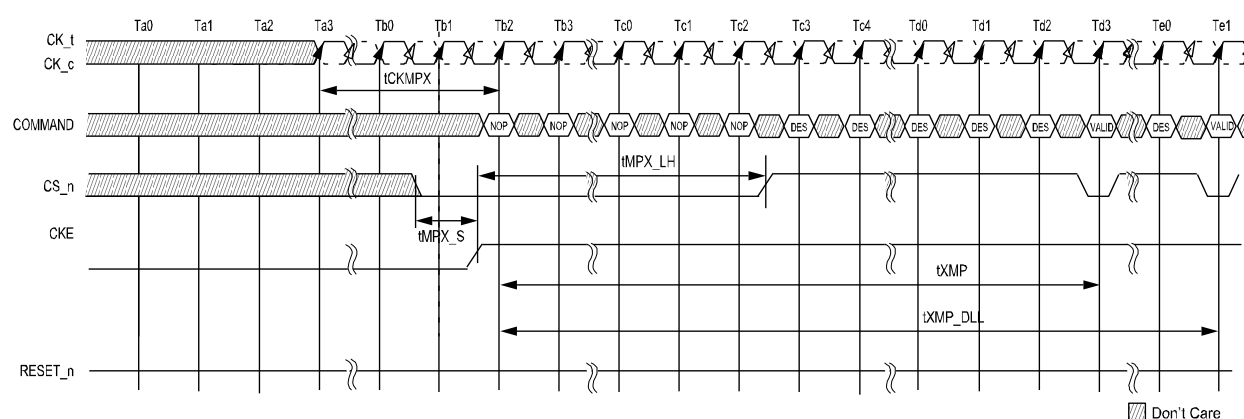 Ta0 Ta1 Ta2 Ta3 Tb0 Tb1 Tb2 Tb3 Tc0 Tc1 Tc2 Tc3 Tc4 Td0 Td1 Td2 Td3 Te0 Te1
CK_t
CK_c
tCKMPX
COMMAND NOP NOP NOP NOP NOP DES DES DES DES DES VALID DES VALID
tMPX_LH
CS_n
tMPX_S
CKE
tXMP
tXMP_DLL
RESET_n
Don't Care